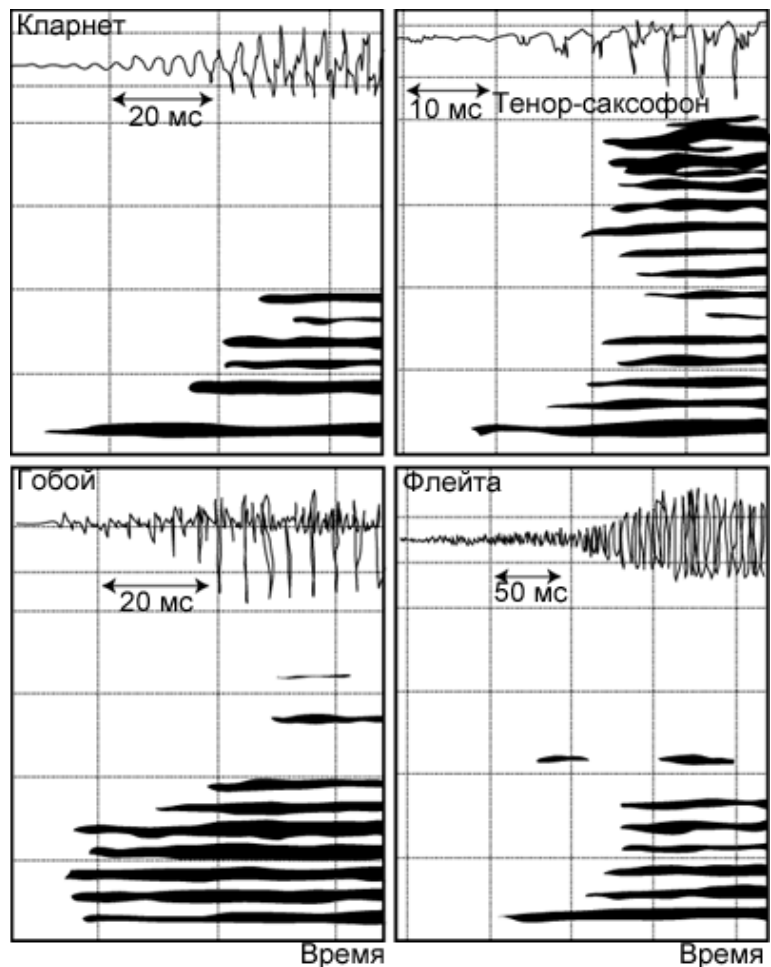 Кларнет
20 мс
10 мс
Тенор-саксофон
Гобой
20 мс
Флейта
50 мс
Время
Время